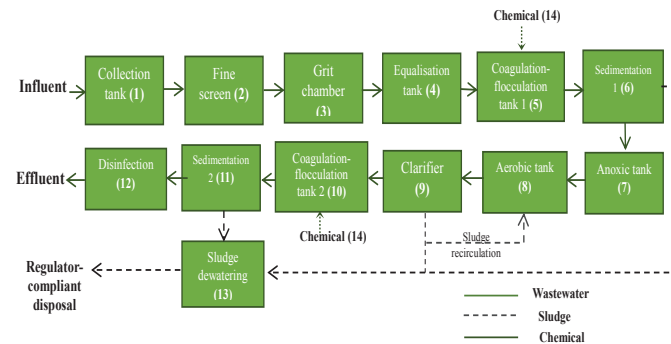 Chemical (14)
Influent
Collection
tank (1)
Fine
screen (2)
Grit
chamber
(3)
Equalisation
tank (4)
Coagulation-
flocculation
tank 1 (5)
Sedimentation
1 (6)
Effluent
Disinfection
(12)
Sedimentation
2 (11)
Coagulation-
flocculation
tank 2 (10)
Clarifier
(9)
Aerobic tank
(8)
Anoxic tank
(7)
Chemical (14)
Sludge
recirculation
Regulator-
compliant
disposal
Sludge
dewatering
(13)
Wastewater
Sludge
Chemical